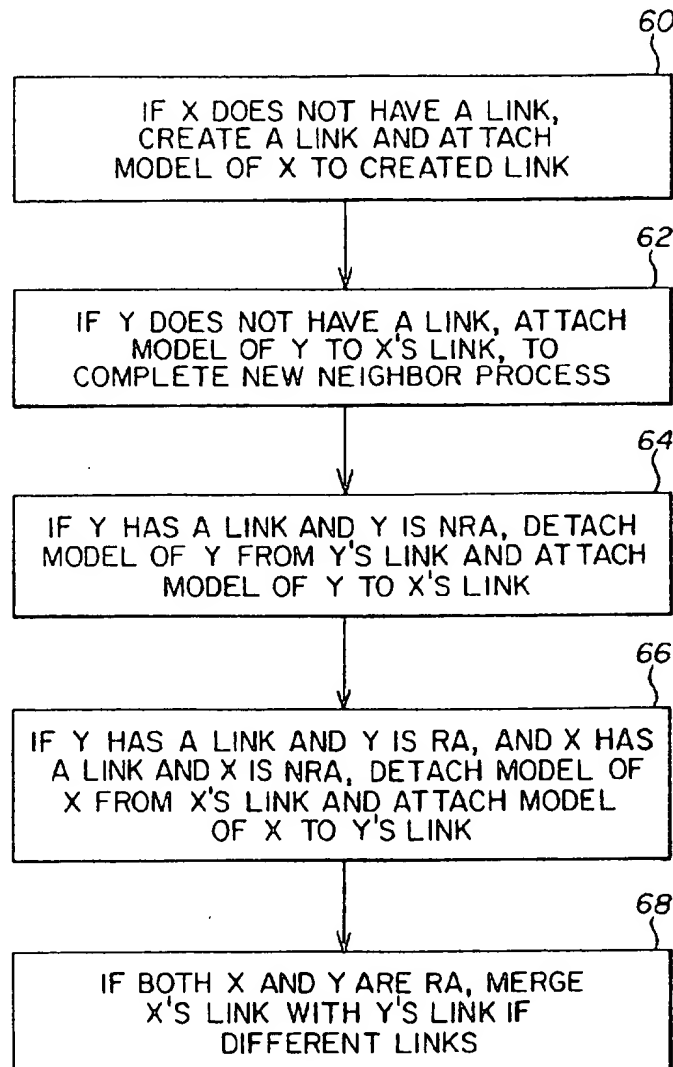 60
IF X DOES NOT HAVE A LINK,
CREATE A LINK AND ATTACH
MODEL OF X TO CREATED LINK
62
IF Y DOES NOT HAVE A LINK, ATTACH
MODEL OF Y TO X'S LINK, TO
COMPLETE NEW NEIGHBOR PROCESS
64
IF Y HAS A LINK AND Y IS NRA, DETACH
MODEL OF Y FROM Y'S LINK AND ATTACH
MODEL OF Y TO X'S LINK
66
IF Y HAS A LINK AND Y IS RA, AND X HAS
A LINK AND X IS NRA, DETACH MODEL OF
X FROM X'S LINK AND ATTACH MODEL
OF X TO Y'S LINK
68
IF BOTH X AND Y ARE RA, MERGE
X'S LINK WITH Y'S LINK IF
DIFFERENT LINKS